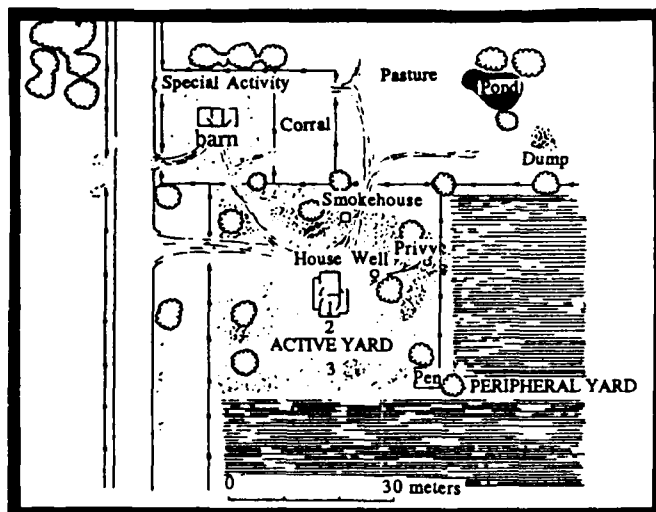 Special Activity
Pasture
Pond
barn
Corral
Dump
Smokehouse
Privy
House Well
2
ACTIVE YARD
3
Pen
PERIPHERAL YARD
0
30 meters